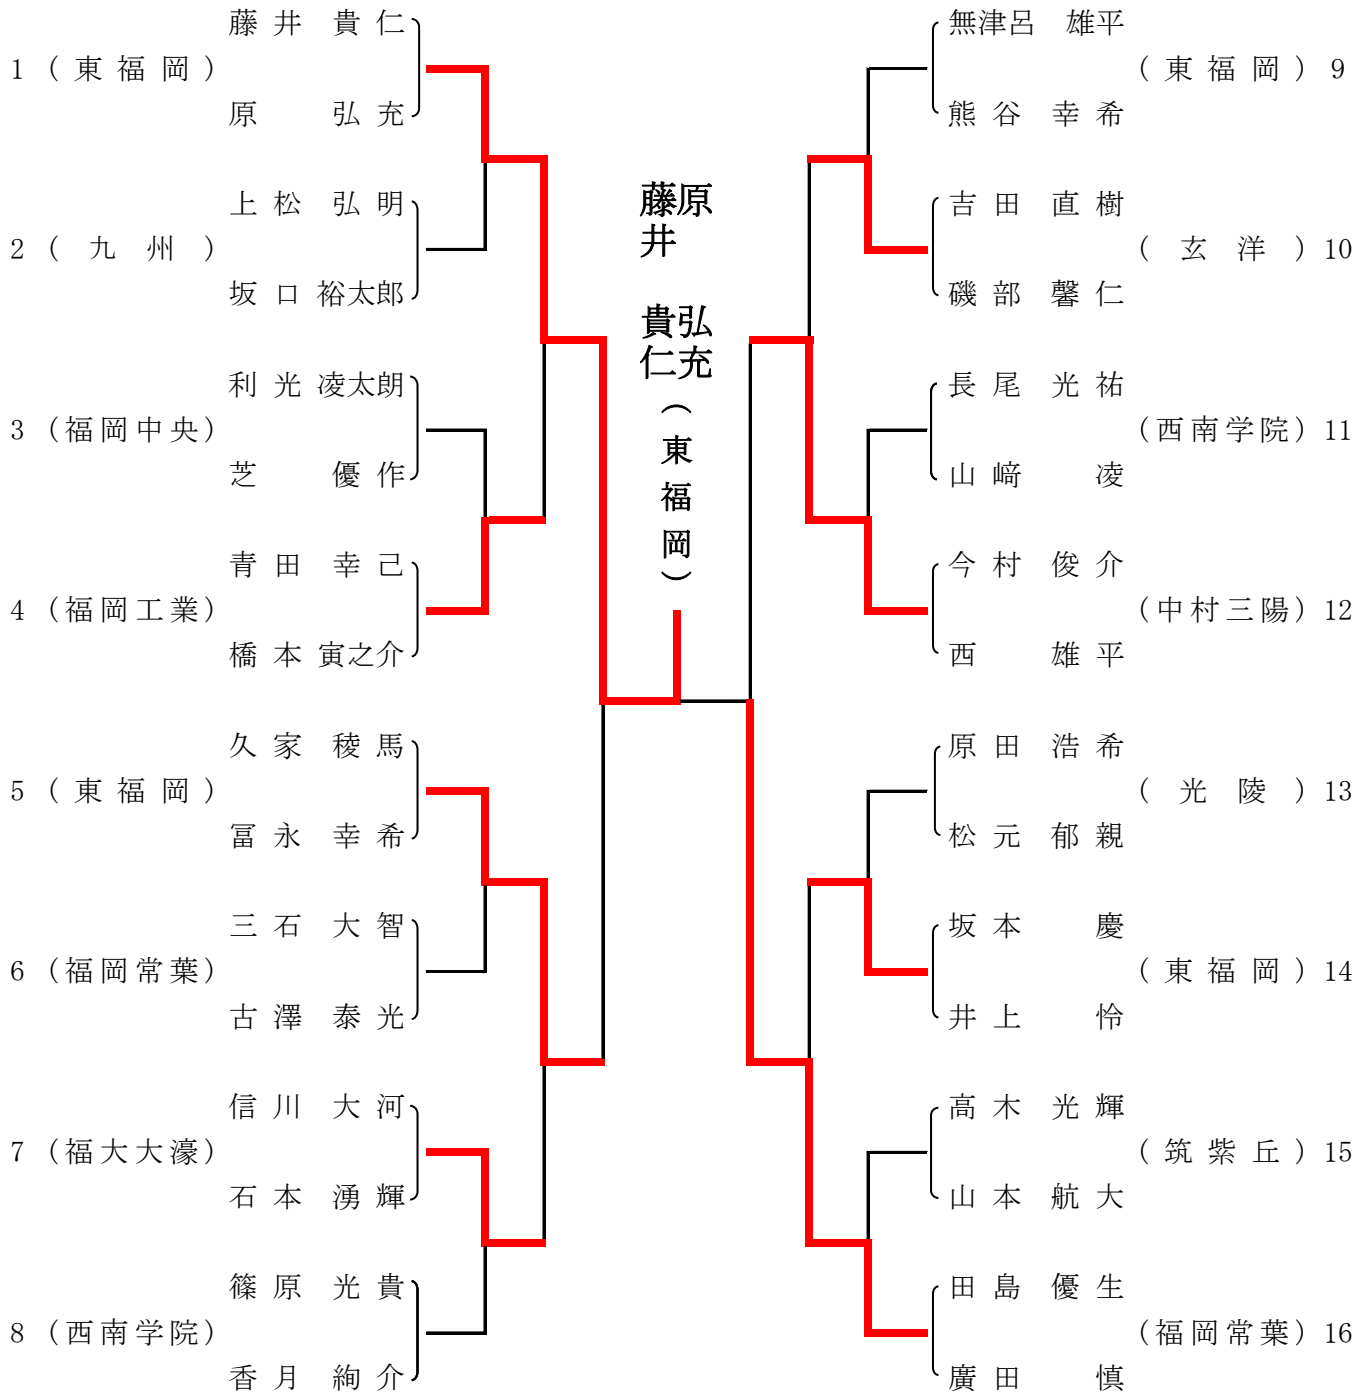 藤井 貴仁
1 (東福岡)
原 弘充
上松 弘明
2 (九州)
坂口 裕太郎
利光 凌太朗
3 (福岡中央)
芝 優作
青田 幸己
4 (福岡工業)
橋本 寅之介
久家 稜馬
5 (東福岡)
冨永 幸希
三石 大智
6 (福岡常葉)
古澤 泰光
信川 大河
7 (福大大濠)
石本 湧輝
篠原 光貴
8 (西南学院)
香月 絢介
原 弘充
藤井 貴仁
(東福岡)
無津呂 雄平
(東福岡) 9
熊谷 幸希
吉田 直樹
(玄洋) 10
磯部 馨仁
長尾 光祐
(西南学院) 11
山﨑 凌
今村 俊介
(中村三陽) 12
西 雄平
原田 浩希
(光陵) 13
松元 郁親
坂本 慶
(東福岡) 14
井上 怜
高木 光輝
(筑紫丘) 15
山本 航大
田島 優生
(福岡常葉) 16
廣田 慎